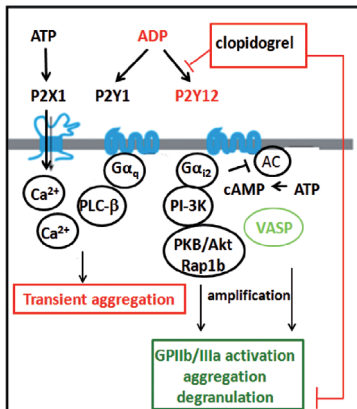 ATP
ADP
clopidogrel
P2X1
P2Y1
P2Y12
Gαq
Gαi2
AC
Ca²⁺
PLC-β
PI-3K
cAMP
ATP
Ca²⁺
PKB/Akt
Rap1b
VASP
Transient aggregation
amplification
GPIIb/IIIa activation
aggregation
degranulation